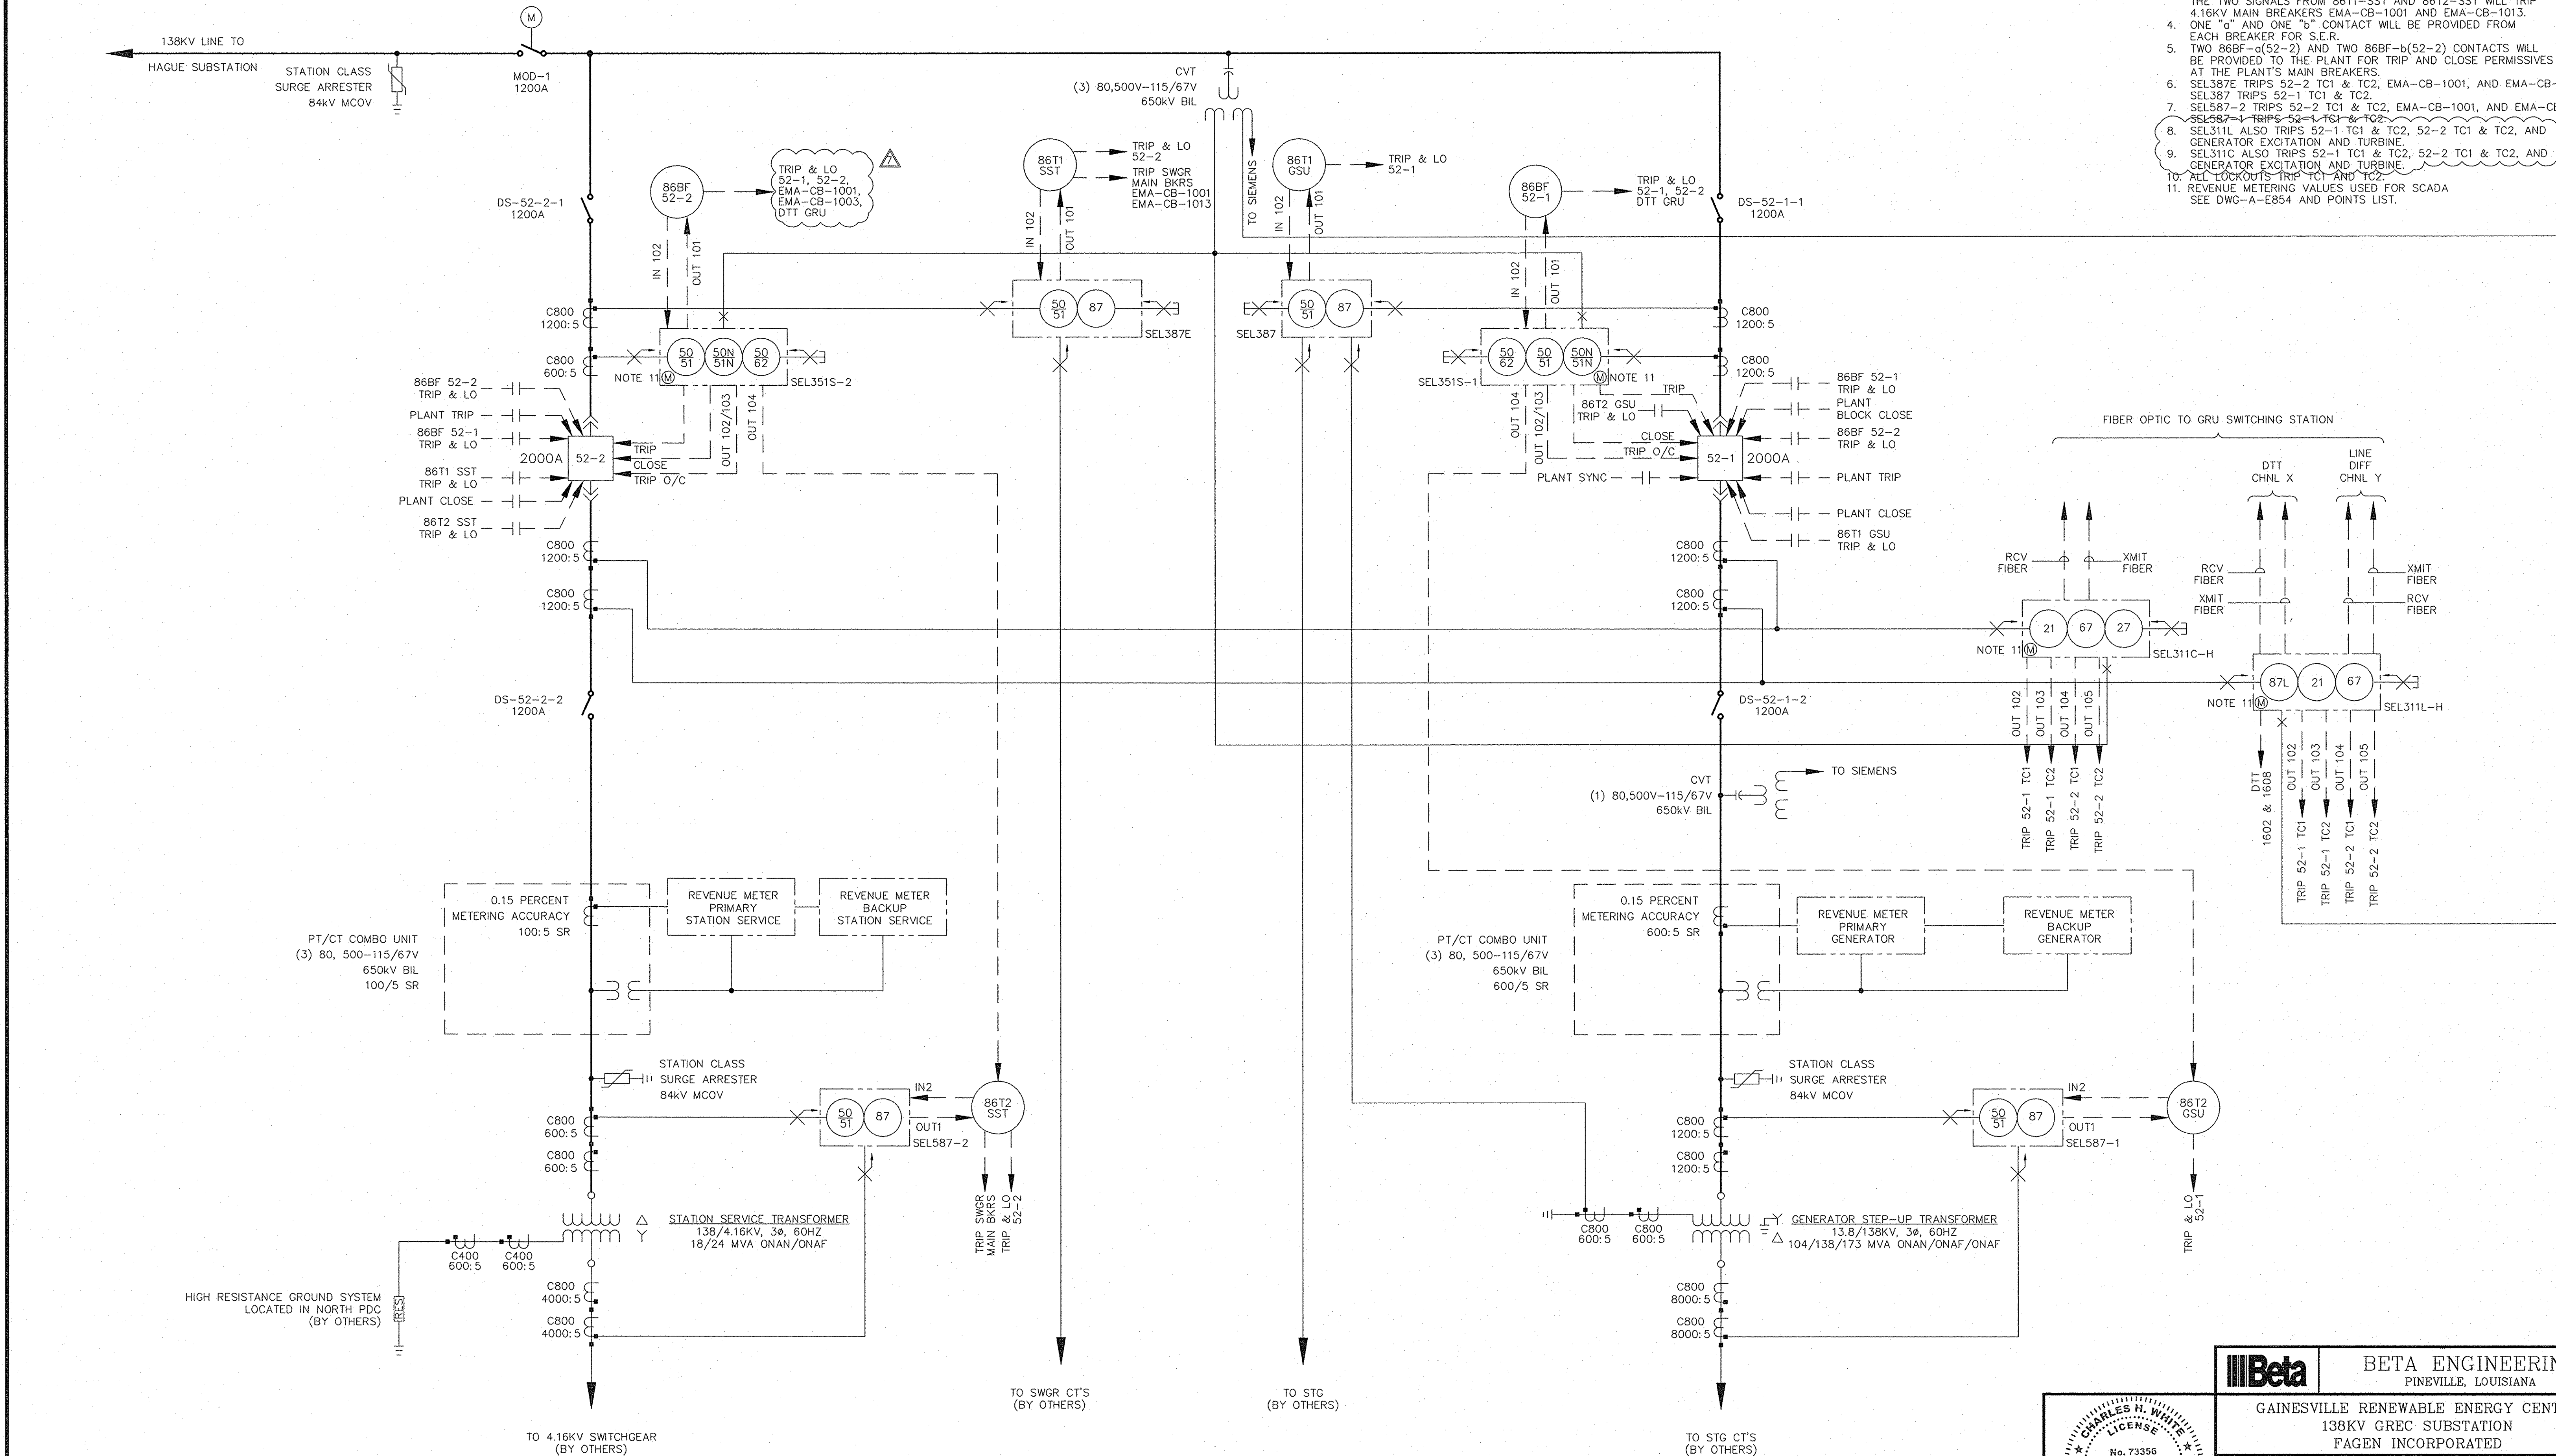 THE TWO SIGNALS FROM 86T1-SST AND 86T2-SST WILL TRIP
4.16KV MAIN BREAKERS EMA-CB-1001 AND EMA-CB-1013.
4. ONE "a" AND ONE "b" CONTACT WILL BE PROVIDED FROM
EACH BREAKER FOR S.E.R.
5. TWO 86BF-a(52-2) AND TWO 86BF-b(52-2) CONTACTS WILL
BE PROVIDED TO THE PLANT FOR TRIP AND CLOSE PERMISSIVES
AT THE PLANT'S MAIN BREAKERS.
6. SEL387E TRIPS 52-2 TC1 & TC2, EMA-CB-1001, AND EMA-CB-
SEL387 TRIPS 52-1 TC1 & TC2.
7. SEL587-2 TRIPS 52-2 TC1 & TC2, EMA-CB-1001, AND EMA-CB
SEL587-1 TRIPS 52-1 TC1 & TC2.
8. SEL311L ALSO TRIPS 52-1 TC1 & TC2, 52-2 TC1 & TC2, AND
GENERATOR EXCITATION AND TURBINE.
9. SEL311C ALSO TRIPS 52-1 TC1 & TC2, 52-2 TC1 & TC2, AND
GENERATOR EXCITATION AND TURBINE.
10. ALL LOCKOUTS TRIP TC1 AND TC2.
11. REVENUE METERING VALUES USED FOR SCADA
SEE DWG-A-E854 AND POINTS LIST.
M
138KV LINE TO
HAGUE SUBSTATION
STATION CLASS
SURGE ARRESTER
84kV MCOV
MOD-1
1200A
CVT
(3) 80,500V-115/67V
650kV BIL
TO SIEMENS
DS-52-2-1
1200A
86BF
52-2
TRIP & LO
52-1, 52-2,
EMA-CB-1001,
EMA-CB-1003,
DTT GRU
7
IN 102
OUT 101
86T1
SST
TRIP & LO
52-2
TRIP SWGR
MAIN BKRS
EMA-CB-1001
EMA-CB-1013
IN 102
OUT 101
86T1
GSU
TRIP & LO
52-1
IN 102
OUT 101
86BF
52-1
TRIP & LO
52-1, 52-2
DTT GRU
IN 102
OUT 101
DS-52-1-1
1200A
C800
1200:5
C800
600:5
50
51
50N
51N
50
62
NOTE 11
M
SEL351S-2
50
51
87
SEL387E
50
51
87
SEL387
50
62
50
51
50N
51N
SEL351S-1
M
NOTE 11
C800
1200:5
C800
1200:5
86BF 52-2
TRIP & LO
PLANT TRIP
86BF 52-1
TRIP & LO
2000A
52-2
86T1 SST
TRIP & LO
PLANT CLOSE
86T2 SST
TRIP & LO
TRIP
CLOSE
TRIP O/C
OUT 102/103
OUT 104
OUT 104
OUT 102/103
TRIP
86T2 GSU
TRIP & LO
CLOSE
TRIP O/C
PLANT SYNC
52-1
2000A
86BF 52-1
TRIP & LO
PLANT
BLOCK CLOSE
86BF 52-2
TRIP & LO
PLANT TRIP
PLANT CLOSE
86T1 GSU
TRIP & LO
C800
1200:5
C800
1200:5
C800
1200:5
C800
1200:5
FIBER OPTIC TO GRU SWITCHING STATION
DTT
CHNL X
LINE
DIFF
CHNL Y
RCV
FIBER
XMIT
FIBER
RCV
FIBER
XMIT
FIBER
XMIT
FIBER
RCV
FIBER
21
67
27
NOTE 11
M
SEL311C-H
87L
21
67
NOTE 11
M
SEL311L-H
OUT 102
OUT 103
OUT 104
OUT 105
TRIP 52-1 TC1
TRIP 52-1 TC2
TRIP 52-2 TC1
TRIP 52-2 TC2
DTT
1602 & 1608
OUT 102
OUT 103
OUT 104
OUT 105
TRIP 52-1 TC1
TRIP 52-1 TC2
TRIP 52-2 TC1
TRIP 52-2 TC2
DS-52-2-2
1200A
DS-52-1-2
1200A
CVT
(1) 80,500V-115/67V
650kV BIL
TO SIEMENS
0.15 PERCENT
METERING ACCURACY
100:5 SR
REVENUE METER
PRIMARY
STATION SERVICE
REVENUE METER
BACKUP
STATION SERVICE
PT/CT COMBO UNIT
(3) 80, 500-115/67V
650kV BIL
100/5 SR
0.15 PERCENT
METERING ACCURACY
600:5 SR
REVENUE METER
PRIMARY
GENERATOR
REVENUE METER
BACKUP
GENERATOR
PT/CT COMBO UNIT
(3) 80, 500-115/67V
650kV BIL
600/5 SR
STATION CLASS
SURGE ARRESTER
84kV MCOV
C800
600:5
C800
600:5
50
51
87
IN2
OUT1
SEL587-2
86T2
SST
TRIP SWGR
MAIN BKRS
TRIP & LO
52-2
STATION CLASS
SURGE ARRESTER
84kV MCOV
C800
1200:5
C800
1200:5
50
51
87
IN2
OUT1
SEL587-1
86T2
GSU
TRIP & LO
52-1
STATION SERVICE TRANSFORMER
138/4.16KV, 3ø, 60HZ
18/24 MVA ONAN/ONAF
C400
600:5
C400
600:5
C800
4000:5
C800
4000:5
HIGH RESISTANCE GROUND SYSTEM
LOCATED IN NORTH PDC
(BY OTHERS)
RES
C800
600:5
C800
600:5
GENERATOR STEP-UP TRANSFORMER
13.8/138KV, 3ø, 60HZ
104/138/173 MVA ONAN/ONAF/ONAF
C800
8000:5
C800
8000:5
TO 4.16KV SWITCHGEAR
(BY OTHERS)
TO SWGR CT'S
(BY OTHERS)
TO STG
(BY OTHERS)
TO STG CT'S
(BY OTHERS)
Beta
BETA ENGINEERIN
PINEVILLE, LOUISIANA
GAINESVILLE RENEWABLE ENERGY CENT
138KV GREC SUBSTATION
FAGEN INCORPORATED
CHARLES H. WHITE
LICENSE
No. 73356